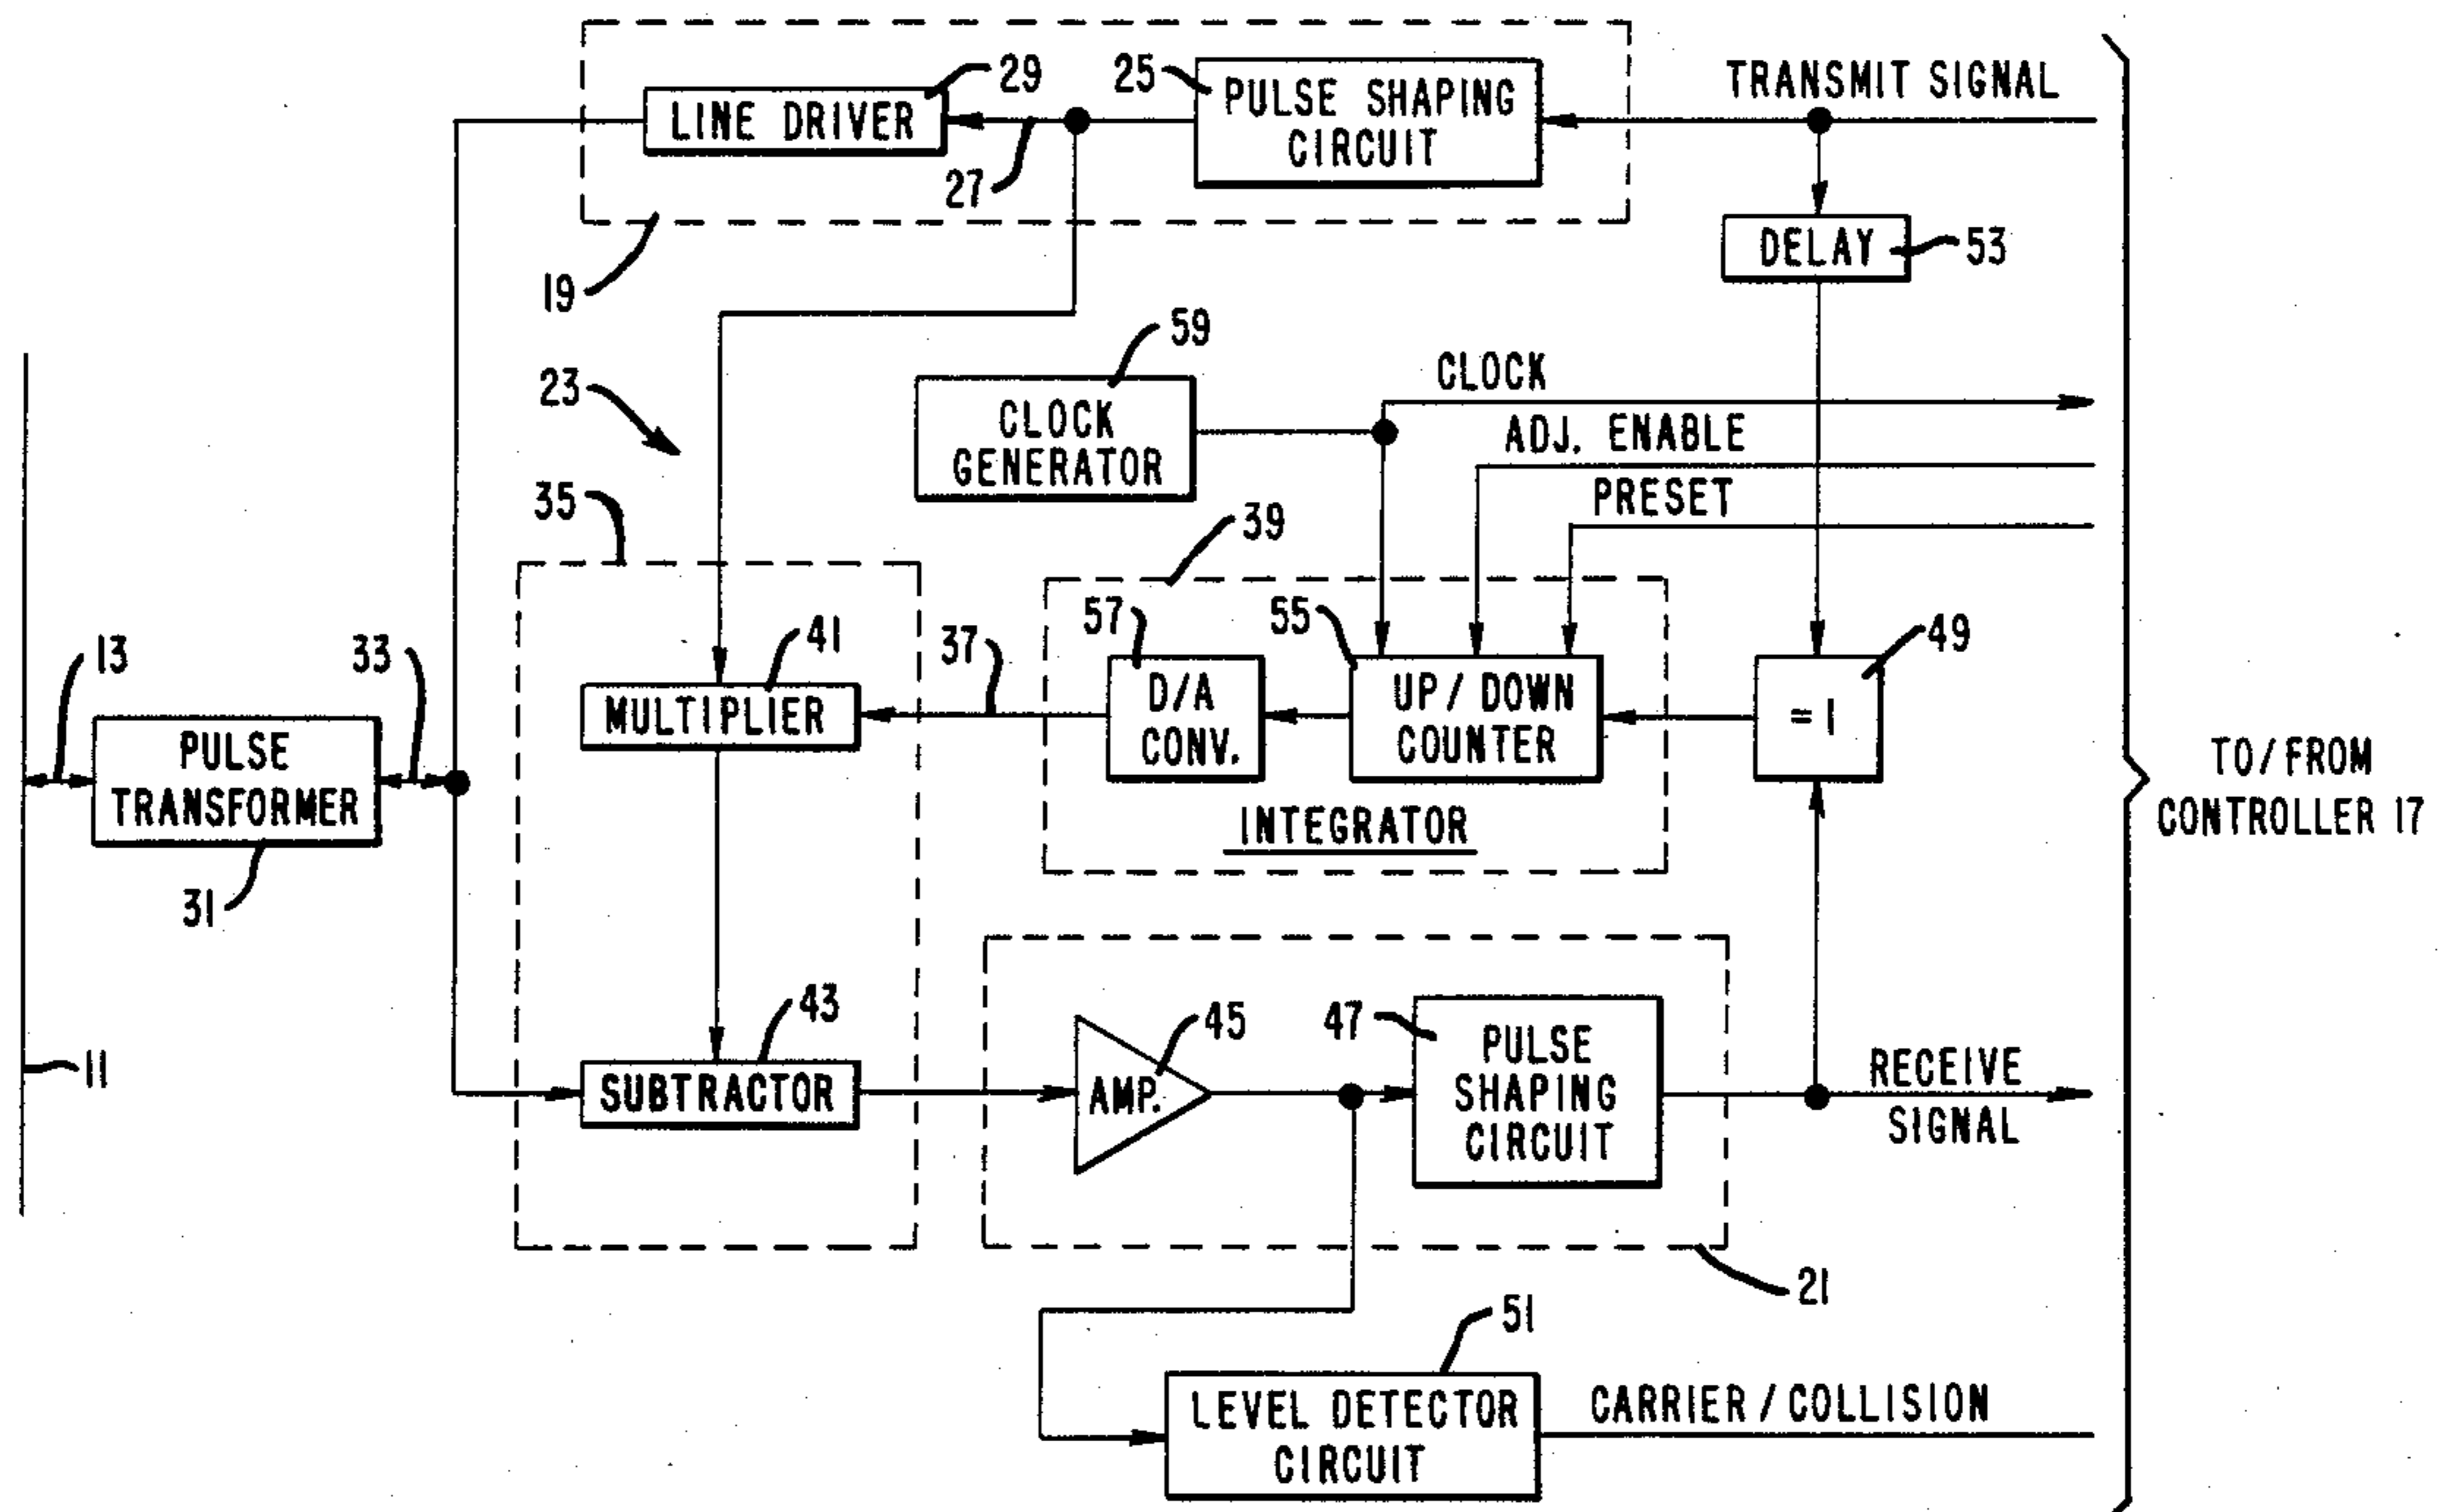 29
LINE DRIVER
27
25
PULSE SHAPING
CIRCUIT
TRANSMIT SIGNAL
19
DELAY
53
23
59
CLOCK
GENERATOR
CLOCK
ADJ. ENABLE
PRESET
35
39
13
33
41
MULTIPLIER
37
57
D/A
CONV.
55
UP/DOWN
COUNTER
49
=1
INTEGRATOR
PULSE
TRANSFORMER
31
TO/FROM
CONTROLLER 17
11
43
SUBTRACTOR
45
AMP.
47
PULSE
SHAPING
CIRCUIT
RECEIVE
SIGNAL
21
51
LEVEL DETECTOR
CIRCUIT
CARRIER/COLLISION